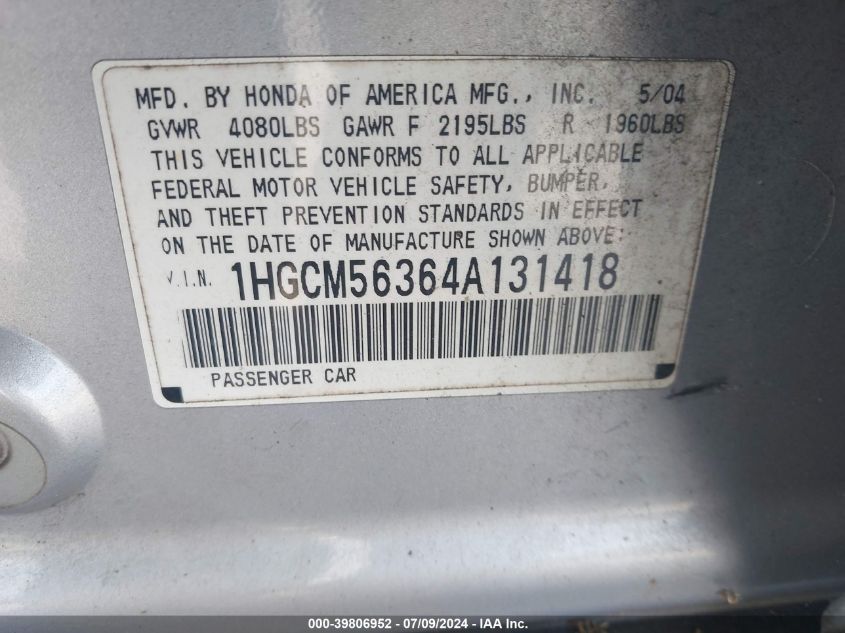 MFD. BY HONDA OF AMERICA MFG., INC. 5/04
GVWR 4080LBS GAWR F 2195LBS R 1960LBS
THIS VEHICLE CONFORMS TO ALL APPLICABLE
FEDERAL MOTOR VEHICLE SAFETY, BUMPER,
AND THEFT PREVENTION STANDARDS IN EFFECT
ON THE DATE OF MANUFACTURE SHOWN ABOVE:
V.I.N. 1HGCM56364A131418
PASSENGER CAR
000-39806952 - 07/09/2024 - IAA Inc.